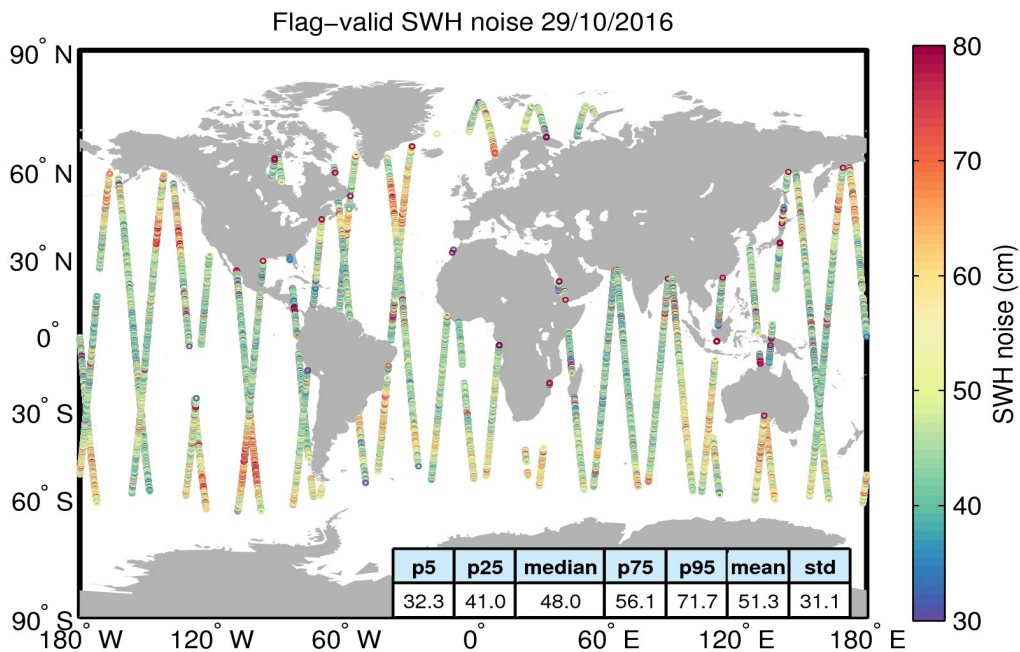 Flag−valid SWH noise 29/10/2016
90° N
60° N
30° N
0°
30° S
60° S
90° S
180° W
120° W
60° W
0°
60° E
120° E
180° E
p5 p25 median p75 p95 mean std
32.3 41.0 48.0 56.1 71.7 51.3 31.1
80
70
60
50
40
30
SWH noise (cm)